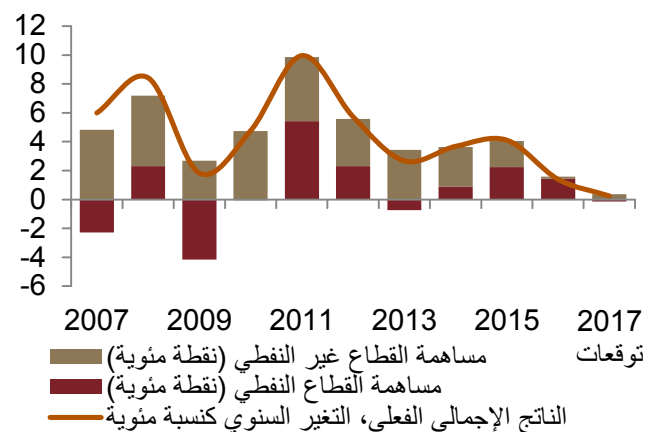 12
10
8
6
4
2
0
-2
-4
-6
2007 2009 2011 2013 2015 2017
توقعات
مساهمة القطاع غير النفطي (نقطة مئوية)
مساهمة القطاع النفطي (نقطة مئوية)
الناتج الإجمالي الفعلي، التغير السنوي كنسبة مئوية